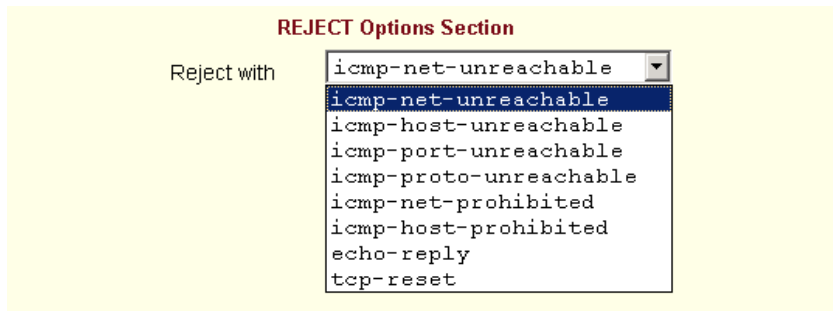 REJECT Options Section
Reject with icmp-net-unreachable
icmp-net-unreachable
icmp-host-unreachable
icmp-port-unreachable
icmp-proto-unreachable
icmp-net-prohibited
icmp-host-prohibited
echo-reply
tcp-reset